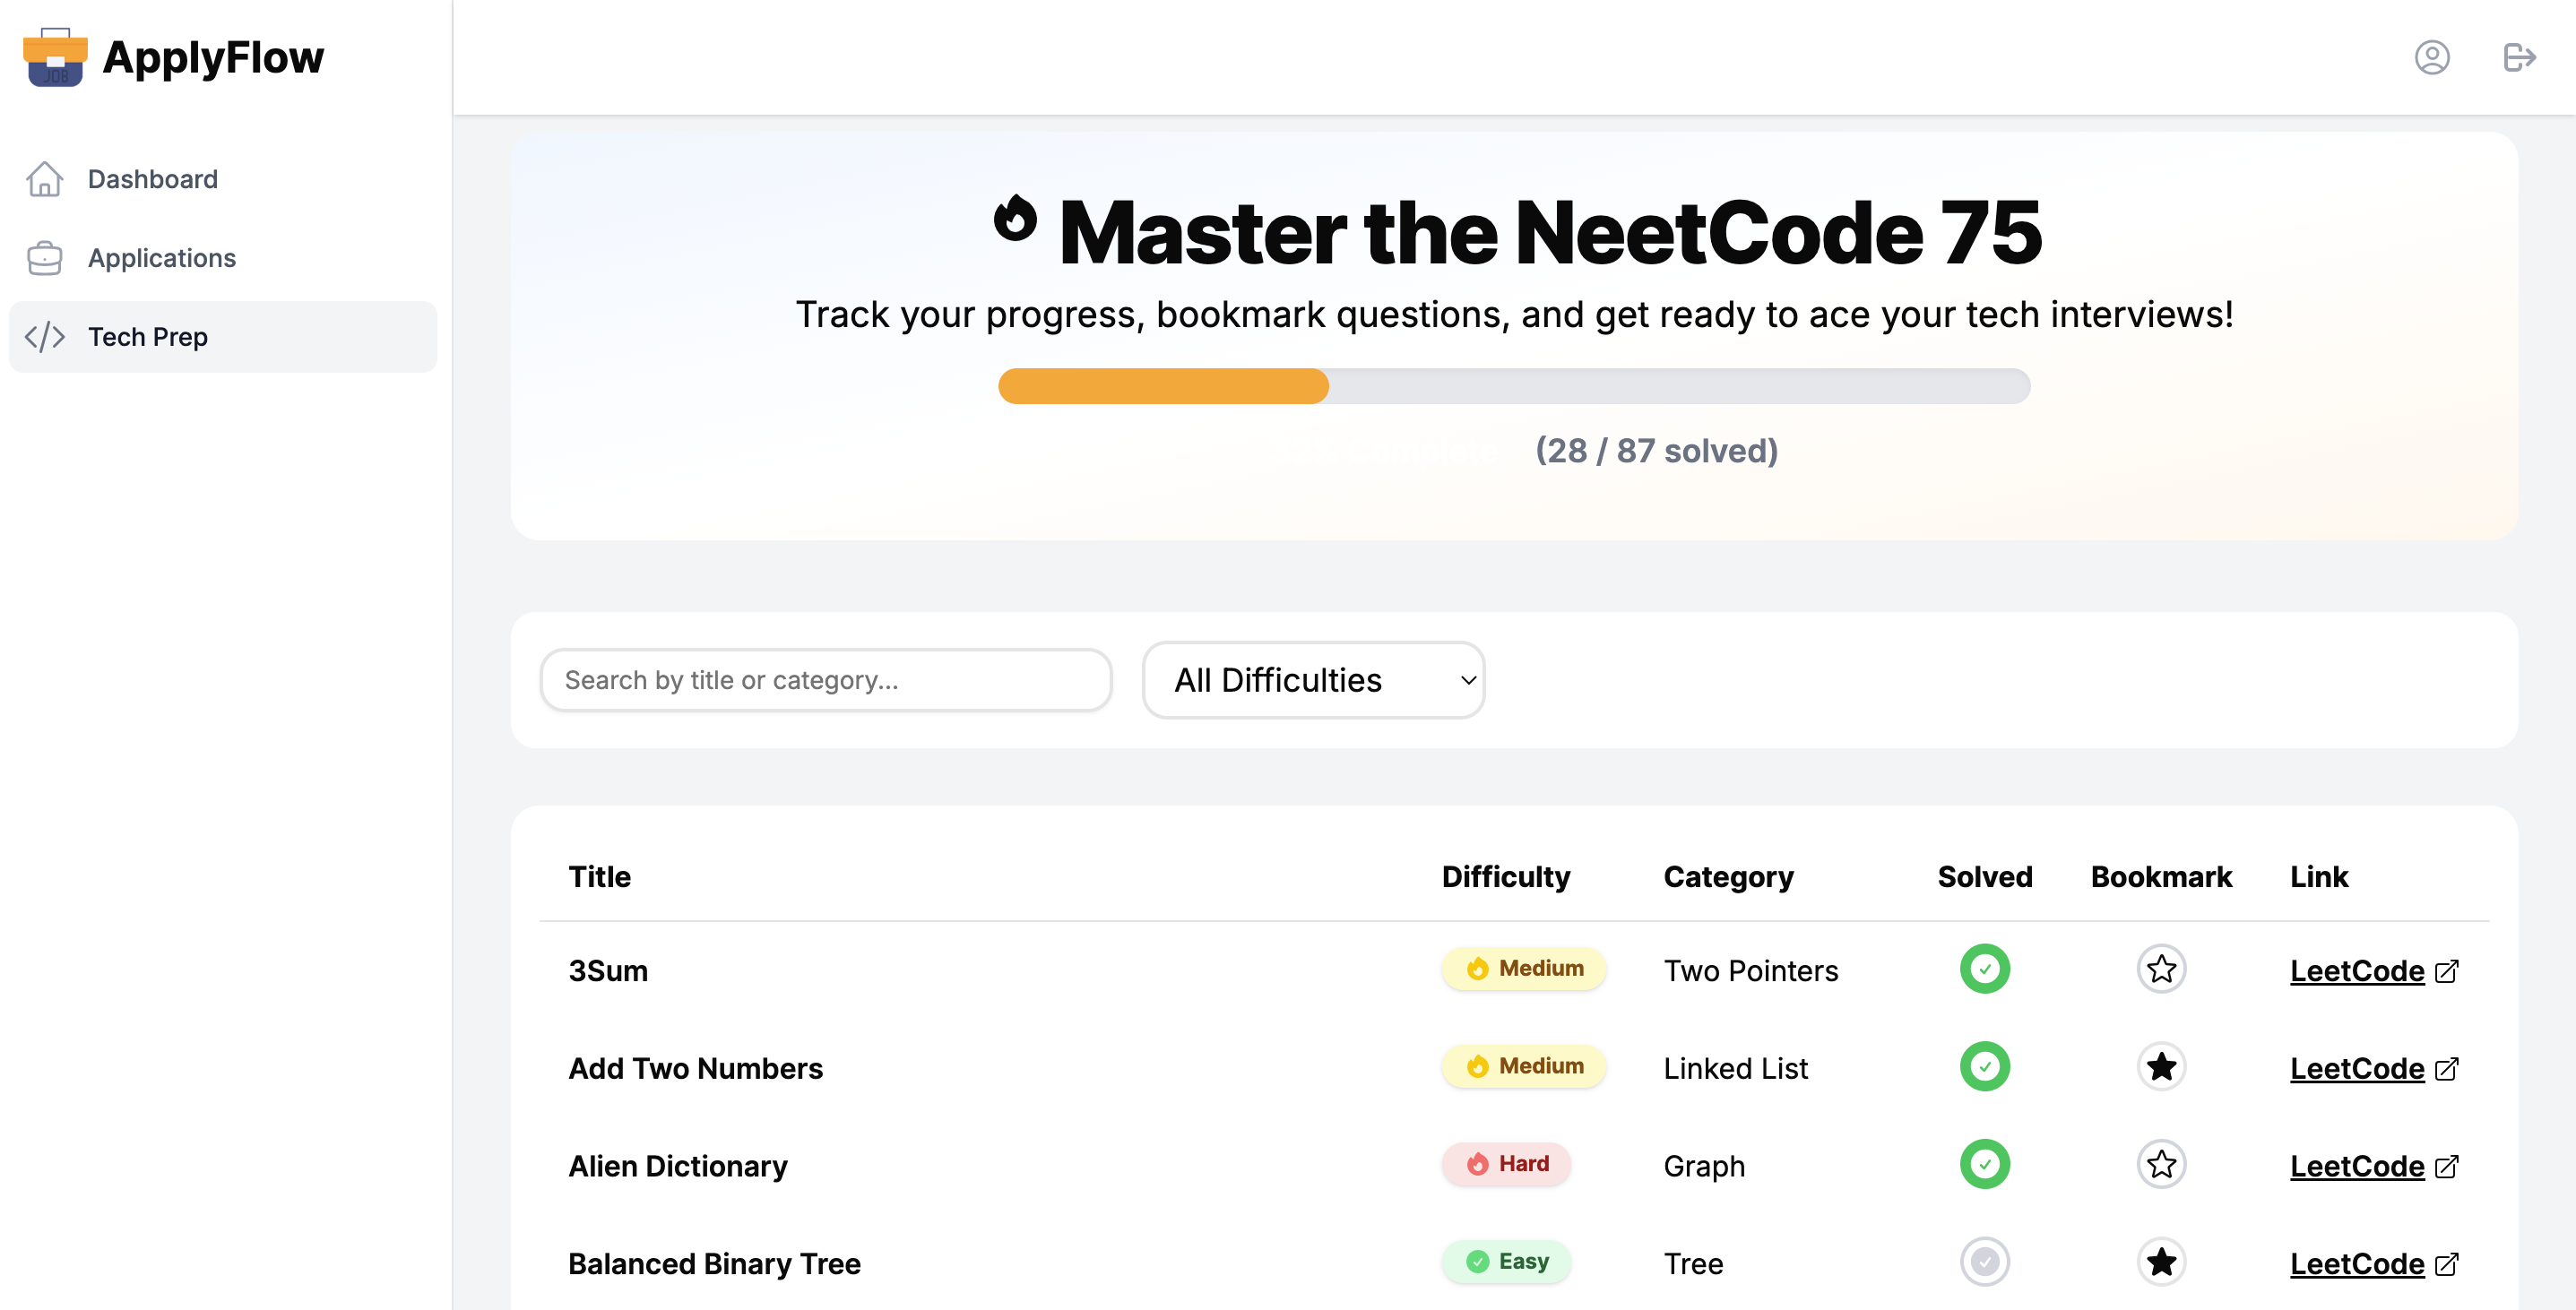 JOB
ApplyFlow
Dashboard
Applications
Tech Prep
Master the NeetCode 75
Track your progress, bookmark questions, and get ready to ace your tech interviews!
(28 / 87 solved)
Search by title or category...
All Difficulties
Title Difficulty Category Solved Bookmark Link
3Sum Medium Two Pointers LeetCode
Add Two Numbers Medium Linked List LeetCode
Alien Dictionary Hard Graph LeetCode
Balanced Binary Tree Easy Tree LeetCode